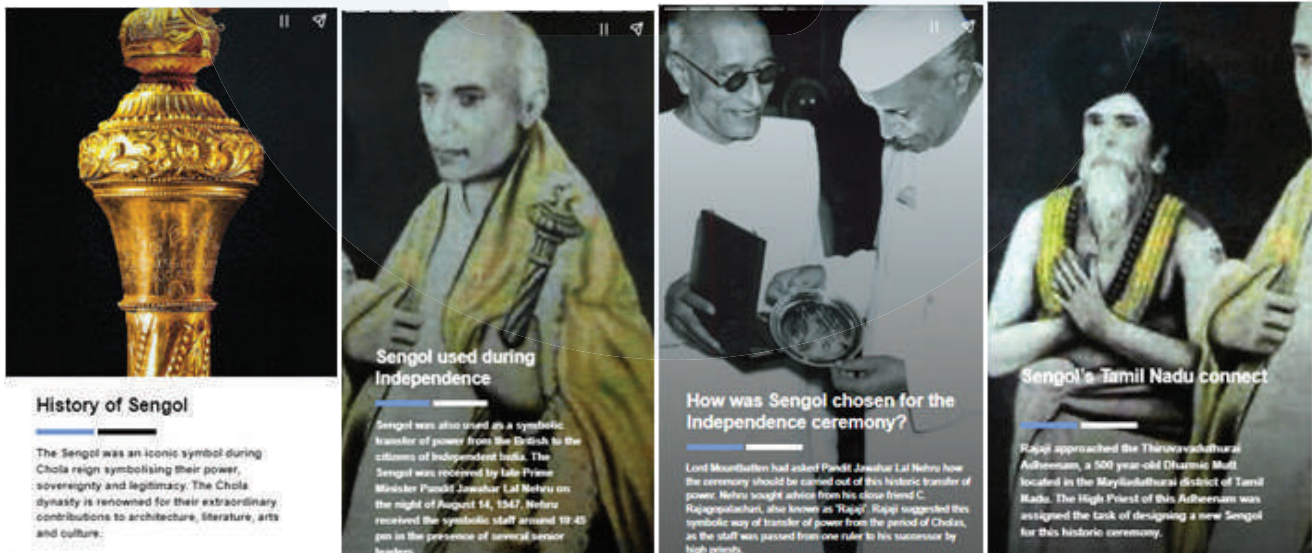 History of Sengol
The Sengol was an iconic symbol during
Chola reign symbolising their power,
sovereignty and legitimacy. The Chola
dynasty is renowned for their extraordinary
contributions to architecture, literature, arts
and culture.
Sengol used during
Independence
Sengol was also used as a symbolic
transfer of power from the British to the
citizens of Independent India. The
Sengol was received by late Prime
Minister Pandit Jawahar Lal Nehru on
the night of August 14, 1947. Nehru
received the symbolic staff around 10:45
pm in the presence of several senior
leaders.
How was Sengol chosen for the
Independence ceremony?
Lord Mountbatten had asked Pandit Jawahar Lal Nehru how
the ceremony should be carried out of this historic transfer of
power. Nehru sought advice from his close friend C.
Rajagopalachari, also known as 'Rajaji'. Rajaji suggested this
symbolic way of transfer of power from the period of Cholas,
as the staff was passed from one ruler to his successor by
high priests.
Sengol's Tamil Nadu connect
Rajaji approached the Thiruvavaduthurai
Adheenam, a 500 year-old Dharmic Mutt
located in the Mayiladuthurai district of Tamil
Nadu. The High Priest of this Adheenam was
assigned the task of designing a new Sengol
for this historic ceremony.